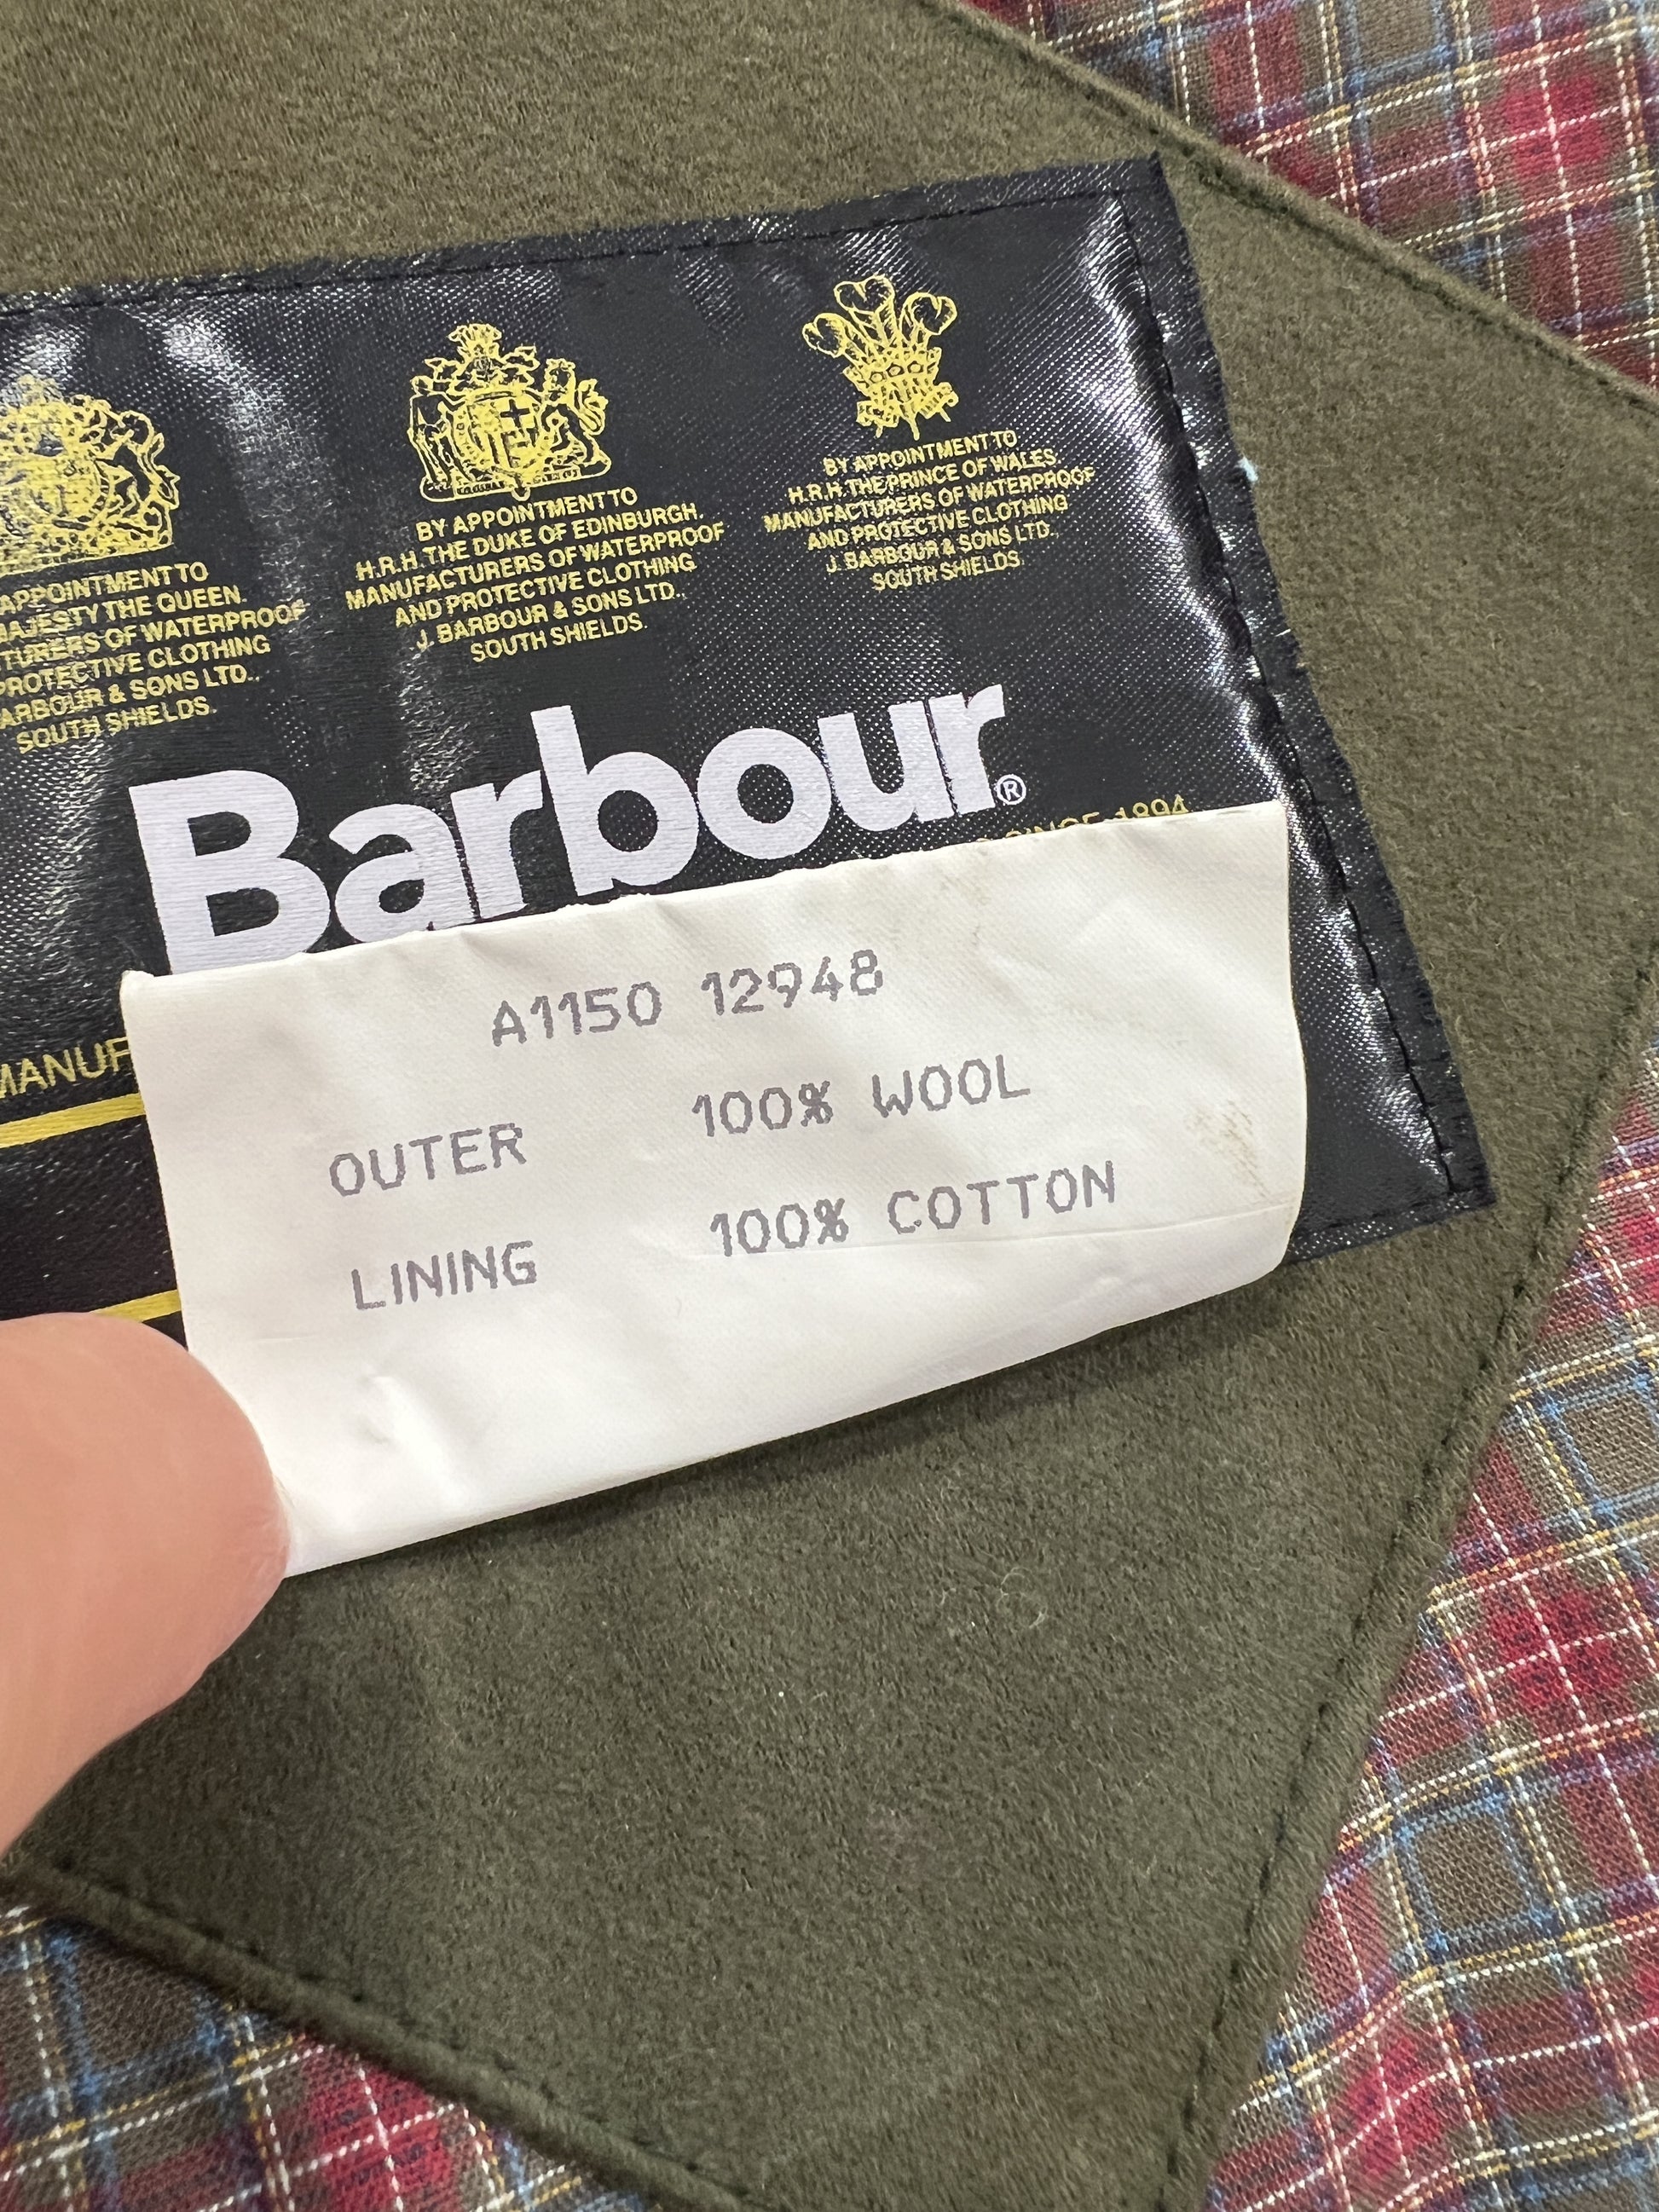 APPOINTMENT TO
MAJESTY THE QUEEN.
TURERS OF WATERPROOF
PROTECTIVE CLOTHING
ARBOUR & SONS LTD..
SOUTH SHIELDS.
BY APPOINTMENT TO
H.R.H. THE DUKE OF EDINBURGH.
MANUFACTURERS OF WATERPROOF
AND PROTECTIVE CLOTHING
J. BARBOUR & SONS LTD.
SOUTH SHIELDS.
BY APPOINTMENT TO
H.R.H. THE PRINCE OF WALES
MANUFACTURERS OF WATERPROOF
AND PROTECTIVE CLOTHING
J. BARBOUR & SONS LTD.
SOUTH SHIELDS.
Barbour®
SINCE 1894
MANUF
A1150 12948
OUTER 100% WOOL
LINING 100% COTTON